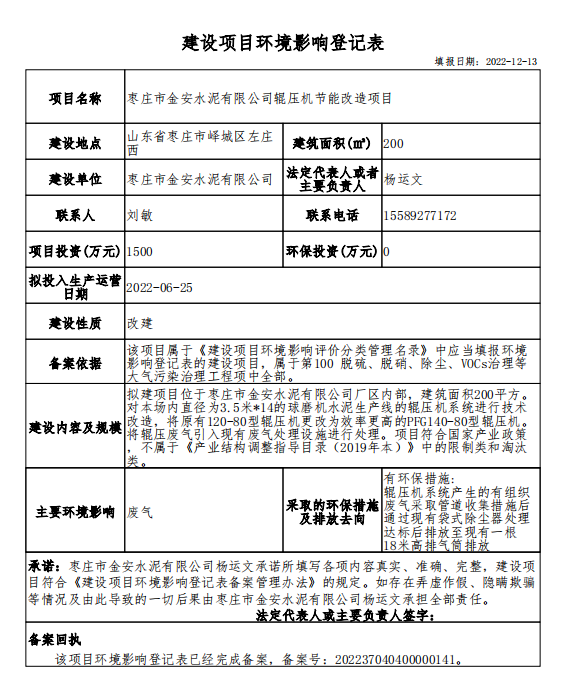 建设项目环境影响登记表
填报日期：2022-12-13
项目名称
枣庄市金安水泥有限公司辊压机节能改造项目
建设地点
山东省枣庄市峄城区左庄
西
建筑面积(㎡)
200
建设单位
枣庄市金安水泥有限公司
法定代表人或者
主要负责人
杨运文
联系人
刘敏
联系电话
15589277172
项目投资(万元)
1500
环保投资(万元)
0
拟投入生产运营
日期
2022-06-25
建设性质
改建
备案依据
该项目属于《建设项目环境影响评价分类管理名录》中应当填报环境
影响登记表的建设项目，属于第100 脱硫、脱硝、除尘、VOCs治理等
大气污染治理工程项中全部。
建设内容及规模
拟建项目位于枣庄市金安水泥有限公司厂区内部，建筑面积200平方。
对本场内直径为3.5米*14的球磨机水泥生产线的辊压机系统进行技术
改造，将原有120-80型辊压机更改为效率更高的PFG140-80型辊压机。
将辊压废气引入现有废气处理设施进行处理。项目符合国家产业政策
，不属于《产业结构调整指导目录（2019年本）》中的限制类和淘汰
类。
主要环境影响
废气
采取的环保措施
及排放去向
有环保措施：
辊压机系统产生的有组织
废气采取管道收集措施后
通过现有袋式除尘器处理
达标后排放至现有一根
18米高排气筒排放
承诺：枣庄市金安水泥有限公司杨运文承诺所填写各项内容真实、准确、完整，建设项
目符合《建设项目环境影响登记表备案管理办法》的规定。如存在弄虚作假、隐瞒欺骗
等情况及由此导致的一切后果由枣庄市金安水泥有限公司杨运文承担全部责任。
法定代表人或主要负责人签字：
备案回执
该项目环境影响登记表已经完成备案，备案号：202237040400000141。